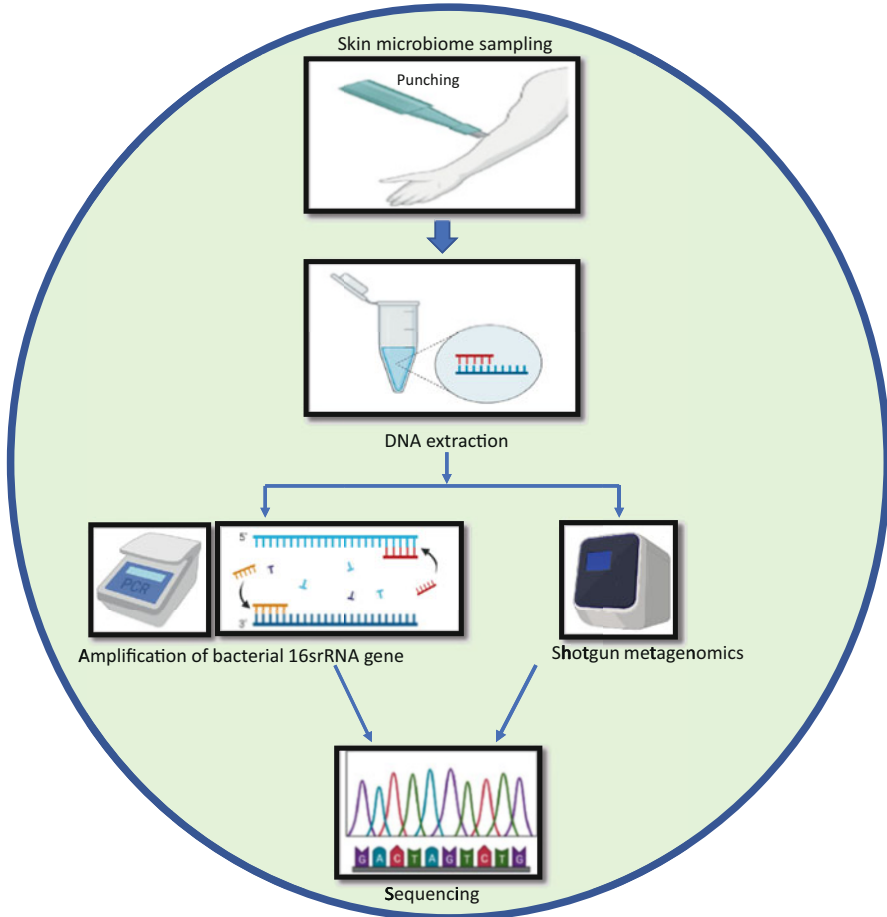 Skin microbiome sampling
Punching
DNA extraction
5'
T
T
T
T
T
3'
PCR
Amplification of bacterial 16srRNA gene
Shotgun metagenomics
G A C T A G T C T G
Sequencing